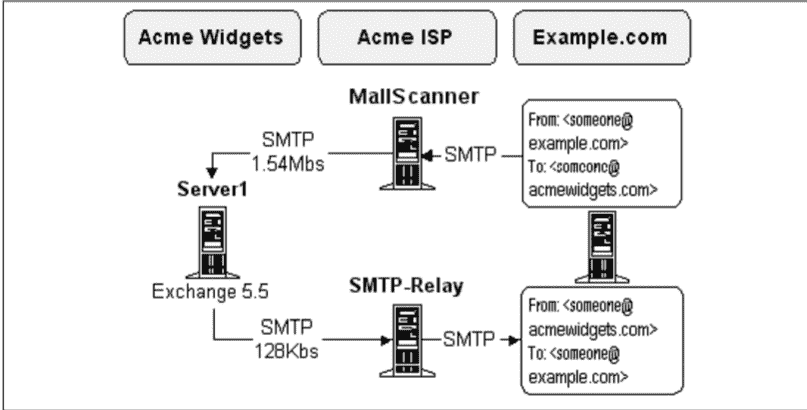 Acme Widgets
Acme ISP
Example.com
MailScanner
From: <someone@
example.com>
To: <someone@
acmewidgets.com>
SMTP
1.54Mbs
SMTP
Server1
Exchange 5.5
SMTP-Relay
SMTP
128Kbs
SMTP
From: <someone@
acmewidgets.com>
To: <someone@
example.com>